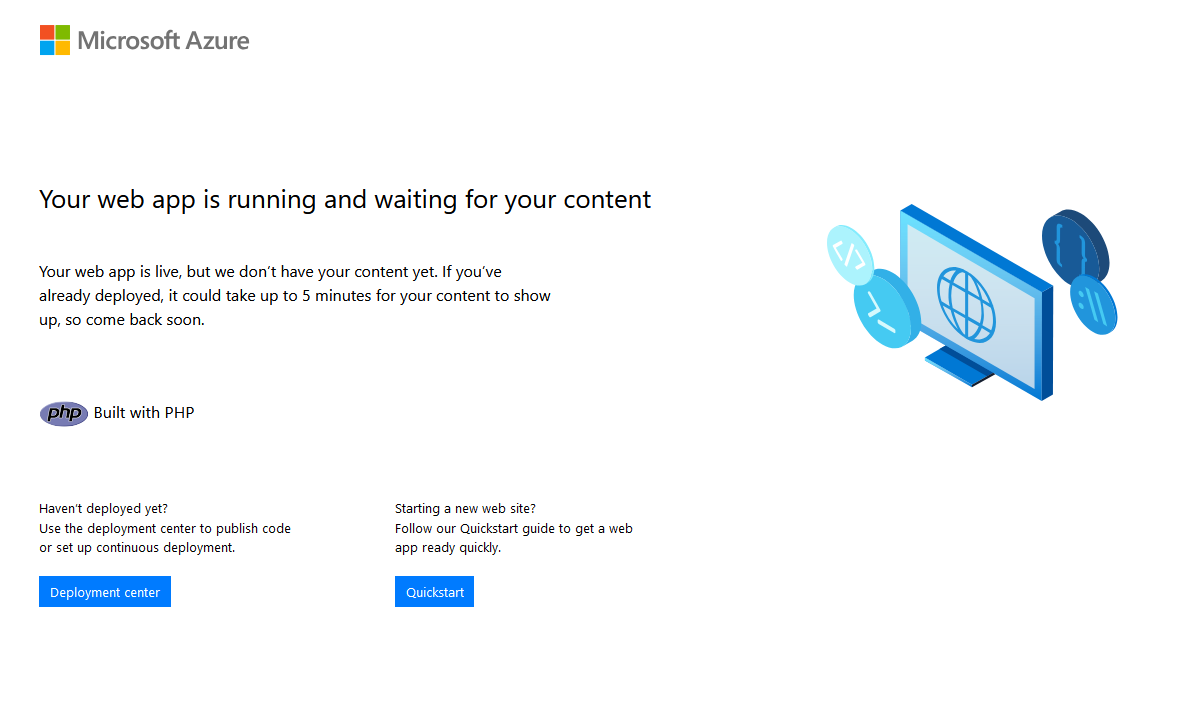 Microsoft Azure
Your web app is running and waiting for your content
Your web app is live, but we don’t have your content yet. If you’ve
already deployed, it could take up to 5 minutes for your content to show
up, so come back soon.
php Built with PHP
Haven’t deployed yet?
Use the deployment center to publish code
or set up continuous deployment.
Deployment center
Starting a new web site?
Follow our Quickstart guide to get a web
app ready quickly.
Quickstart